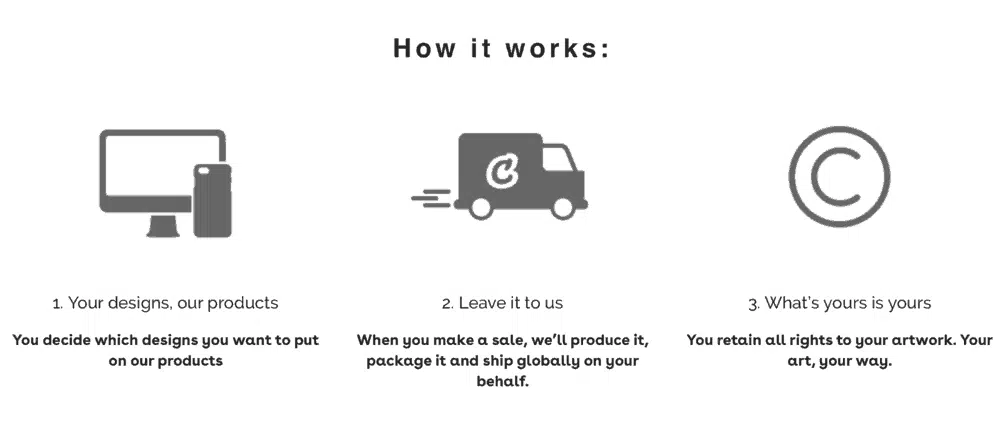 How it works:
C
C
1. Your designs, our products
2. Leave it to us
3. What's yours is yours
You decide which designs you want to put
on our products
When you make a sale, we'll produce it,
package it and ship globally on your
behalf.
You retain all rights to your artwork. Your
art, your way.